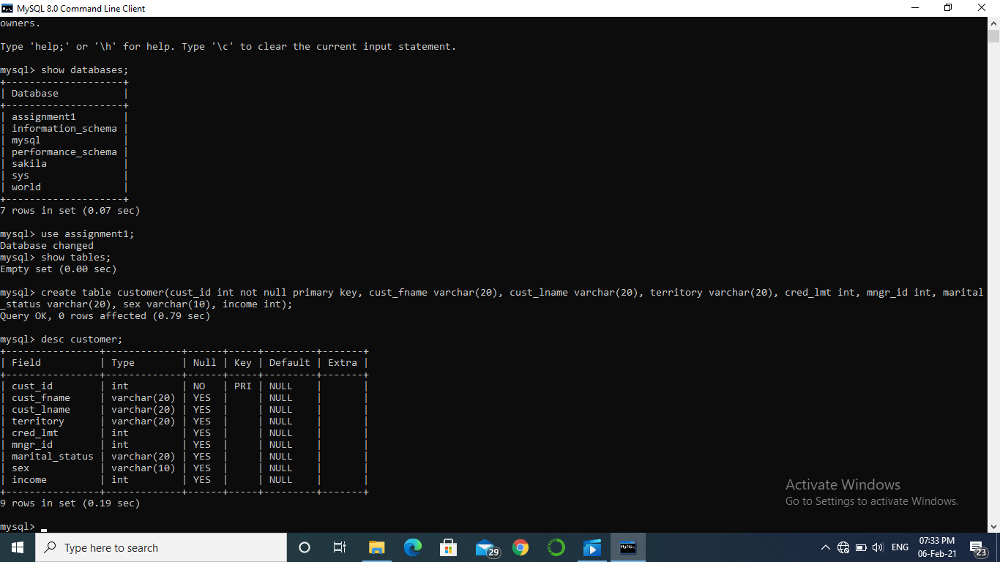 MySQL 8.0 Command Line Client
owners.
Type 'help;' or '\h' for help. Type '\c' to clear the current input statement.
mysql> show databases;
+--------------------+
| Database           |
+--------------------+
| assignment1        |
| information_schema |
| mysql              |
| performance_schema |
| sakila             |
| sys                |
| world              |
+--------------------+
7 rows in set (0.07 sec)
mysql> use assignment1;
Database changed
mysql> show tables;
Empty set (0.00 sec)
mysql> create table customer(cust_id int not null primary key, cust_fname varchar(20), cust_lname varchar(20), territory varchar(20), cred_lmt int, mngr_id int, marital
_status varchar(20), sex varchar(10), income int);
Query OK, 0 rows affected (0.79 sec)
mysql> desc customer;
+----------------+-------------+------+-----+---------+-------+
| Field          | Type        | Null | Key | Default | Extra |
+----------------+-------------+------+-----+---------+-------+
| cust_id        | int         | NO   | PRI | NULL    |       |
| cust_fname     | varchar(20) | YES  |     | NULL    |       |
| cust_lname     | varchar(20) | YES  |     | NULL    |       |
| territory      | varchar(20) | YES  |     | NULL    |       |
| cred_lmt       | int         | YES  |     | NULL    |       |
| mngr_id        | int         | YES  |     | NULL    |       |
| marital_status | varchar(20) | YES  |     | NULL    |       |
| sex            | varchar(10) | YES  |     | NULL    |       |
| income         | int         | YES  |     | NULL    |       |
+----------------+-------------+------+-----+---------+-------+
9 rows in set (0.19 sec)
mysql>
Activate Windows
Go to Settings to activate Windows.
Type here to search
29
ENG
07:33 PM
06-Feb-21
23